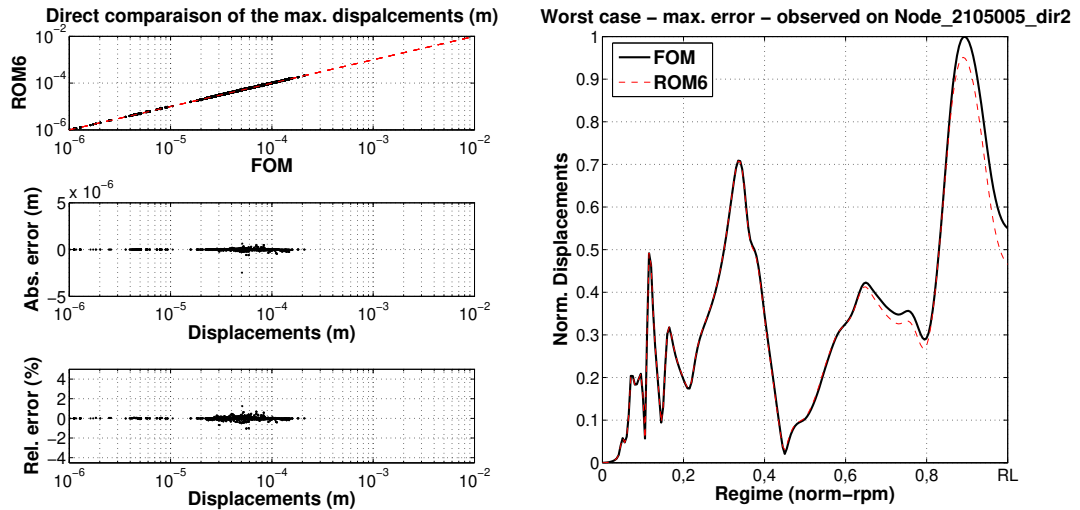 Direct comparaison of the max. dispalcements (m)
ROM6
10−2
10−4
10−6
10−6 10−5 10−4 10−3 10−2
FOM
x 10−6
Abs. error (m)
5
0
−5
10−6 10−5 10−4 10−3 10−2
Displacements (m)
Rel. error (%)
4
2
0
−2
−4
10−6 10−5 10−4 10−3 10−2
Displacements (m)
Worst case − max. error − observed on Node_2105005_dir2
FOM
ROM6
Norm. Displacements
1
0.9
0.8
0.7
0.6
0.5
0.4
0.3
0.2
0.1
0
0 0,2 0,4 0,6 0,8 RL
Regime (norm−rpm)